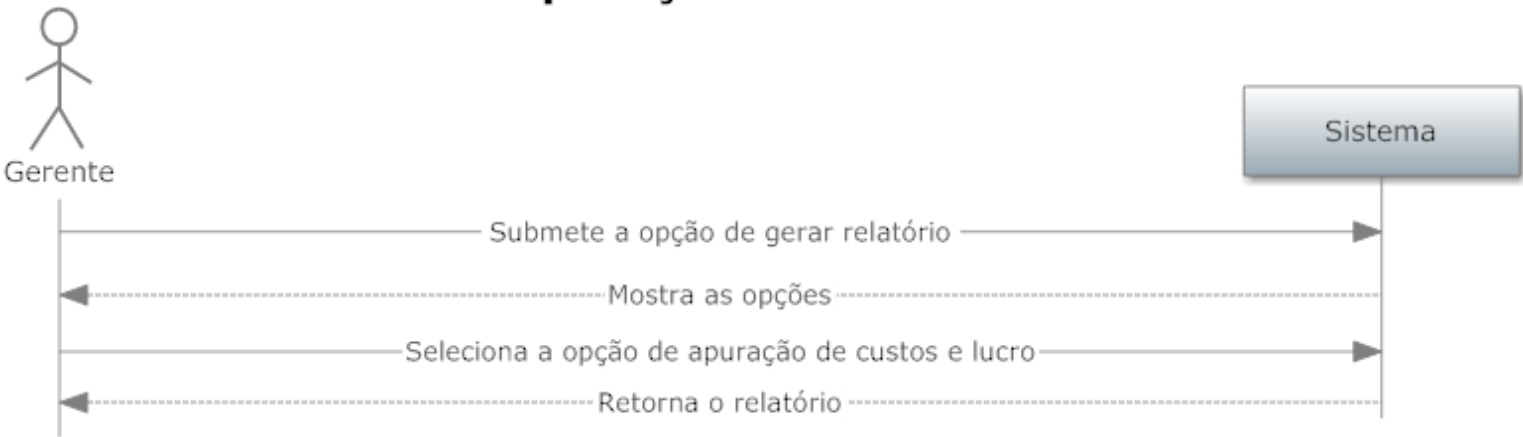 Sistema
Gerente
Submete a opção de gerar relatório
Mostra as opções
Seleciona a opção de apuração de custos e lucro
Retorna o relatório